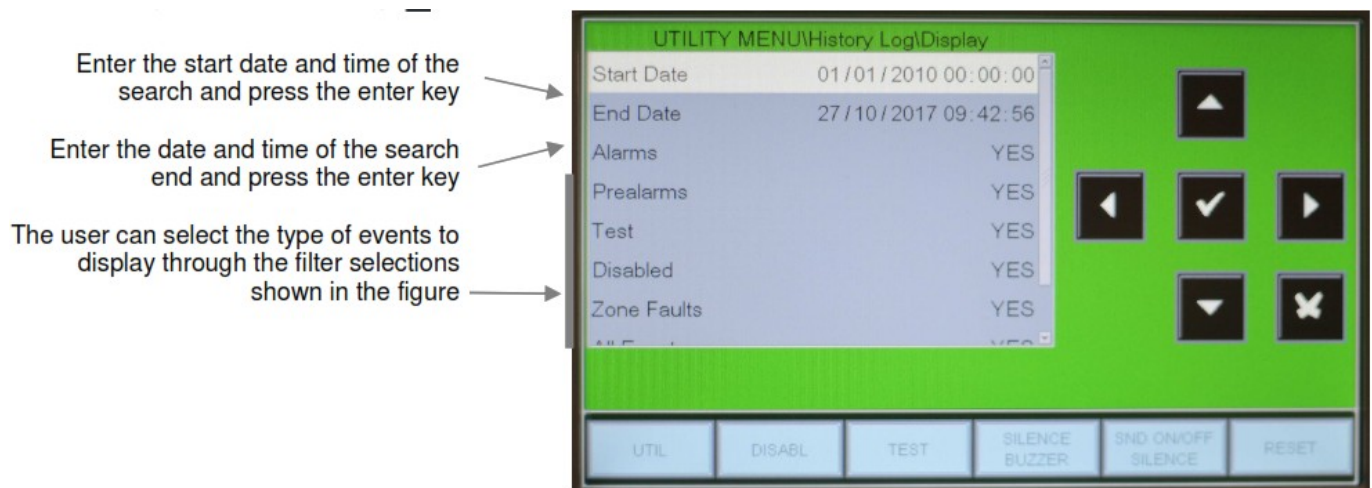 Enter the start date and time of the
search and press the enter key
Enter the date and time of the search
end and press the enter key
The user can select the type of events to
display through the filter selections
shown in the figure
UTILITY MENU\History Log\Display
Start Date 01/01/2010 00:00:00
End Date 27/10/2017 09:42:56
Alarms YES
Prealarms YES
Test YES
Disabled YES
Zone Faults YES
UTIL
DISABL
TEST
SILENCE
BUZZER
SND ON/OFF
SILENCE
RESET